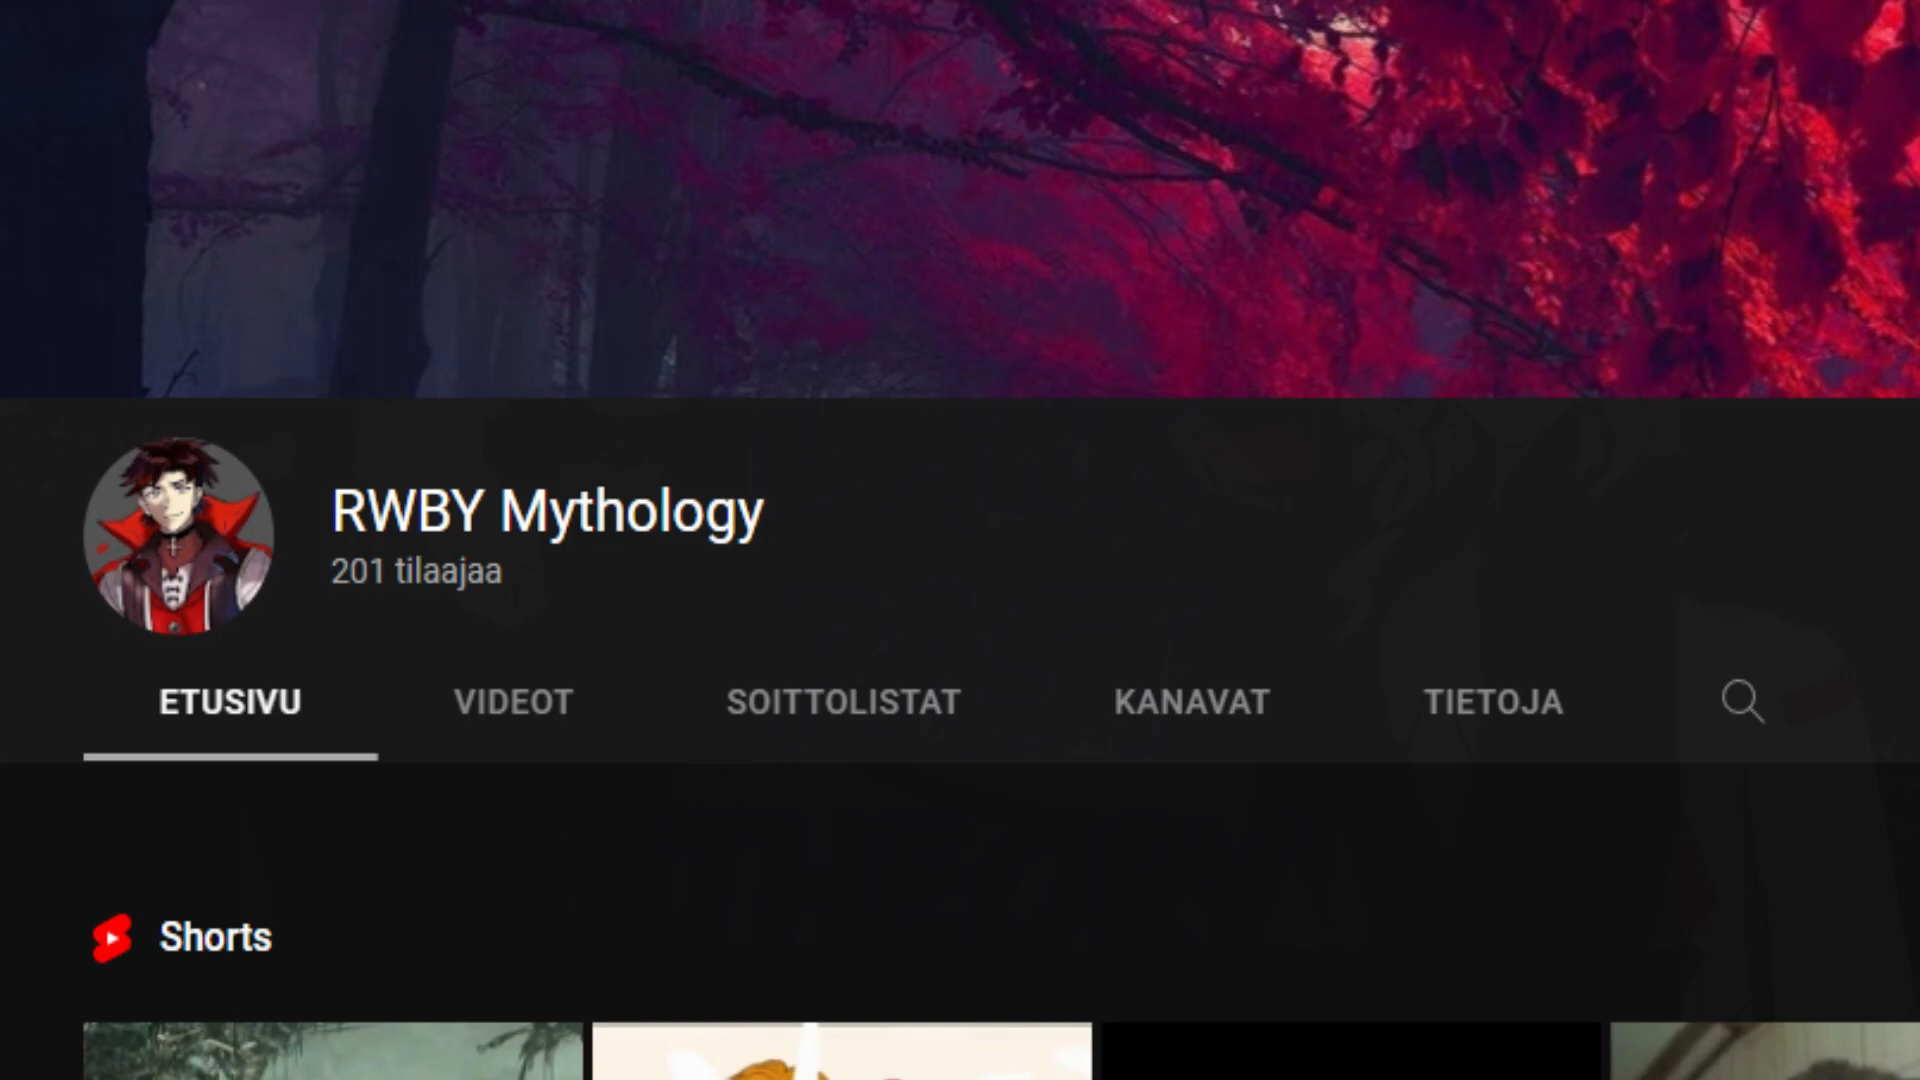 RWBY Mythology
201 tilaajaa
ETUSIVU VIDEOT SOITTOLISTAT KANAVAT TIETOJA
Shorts